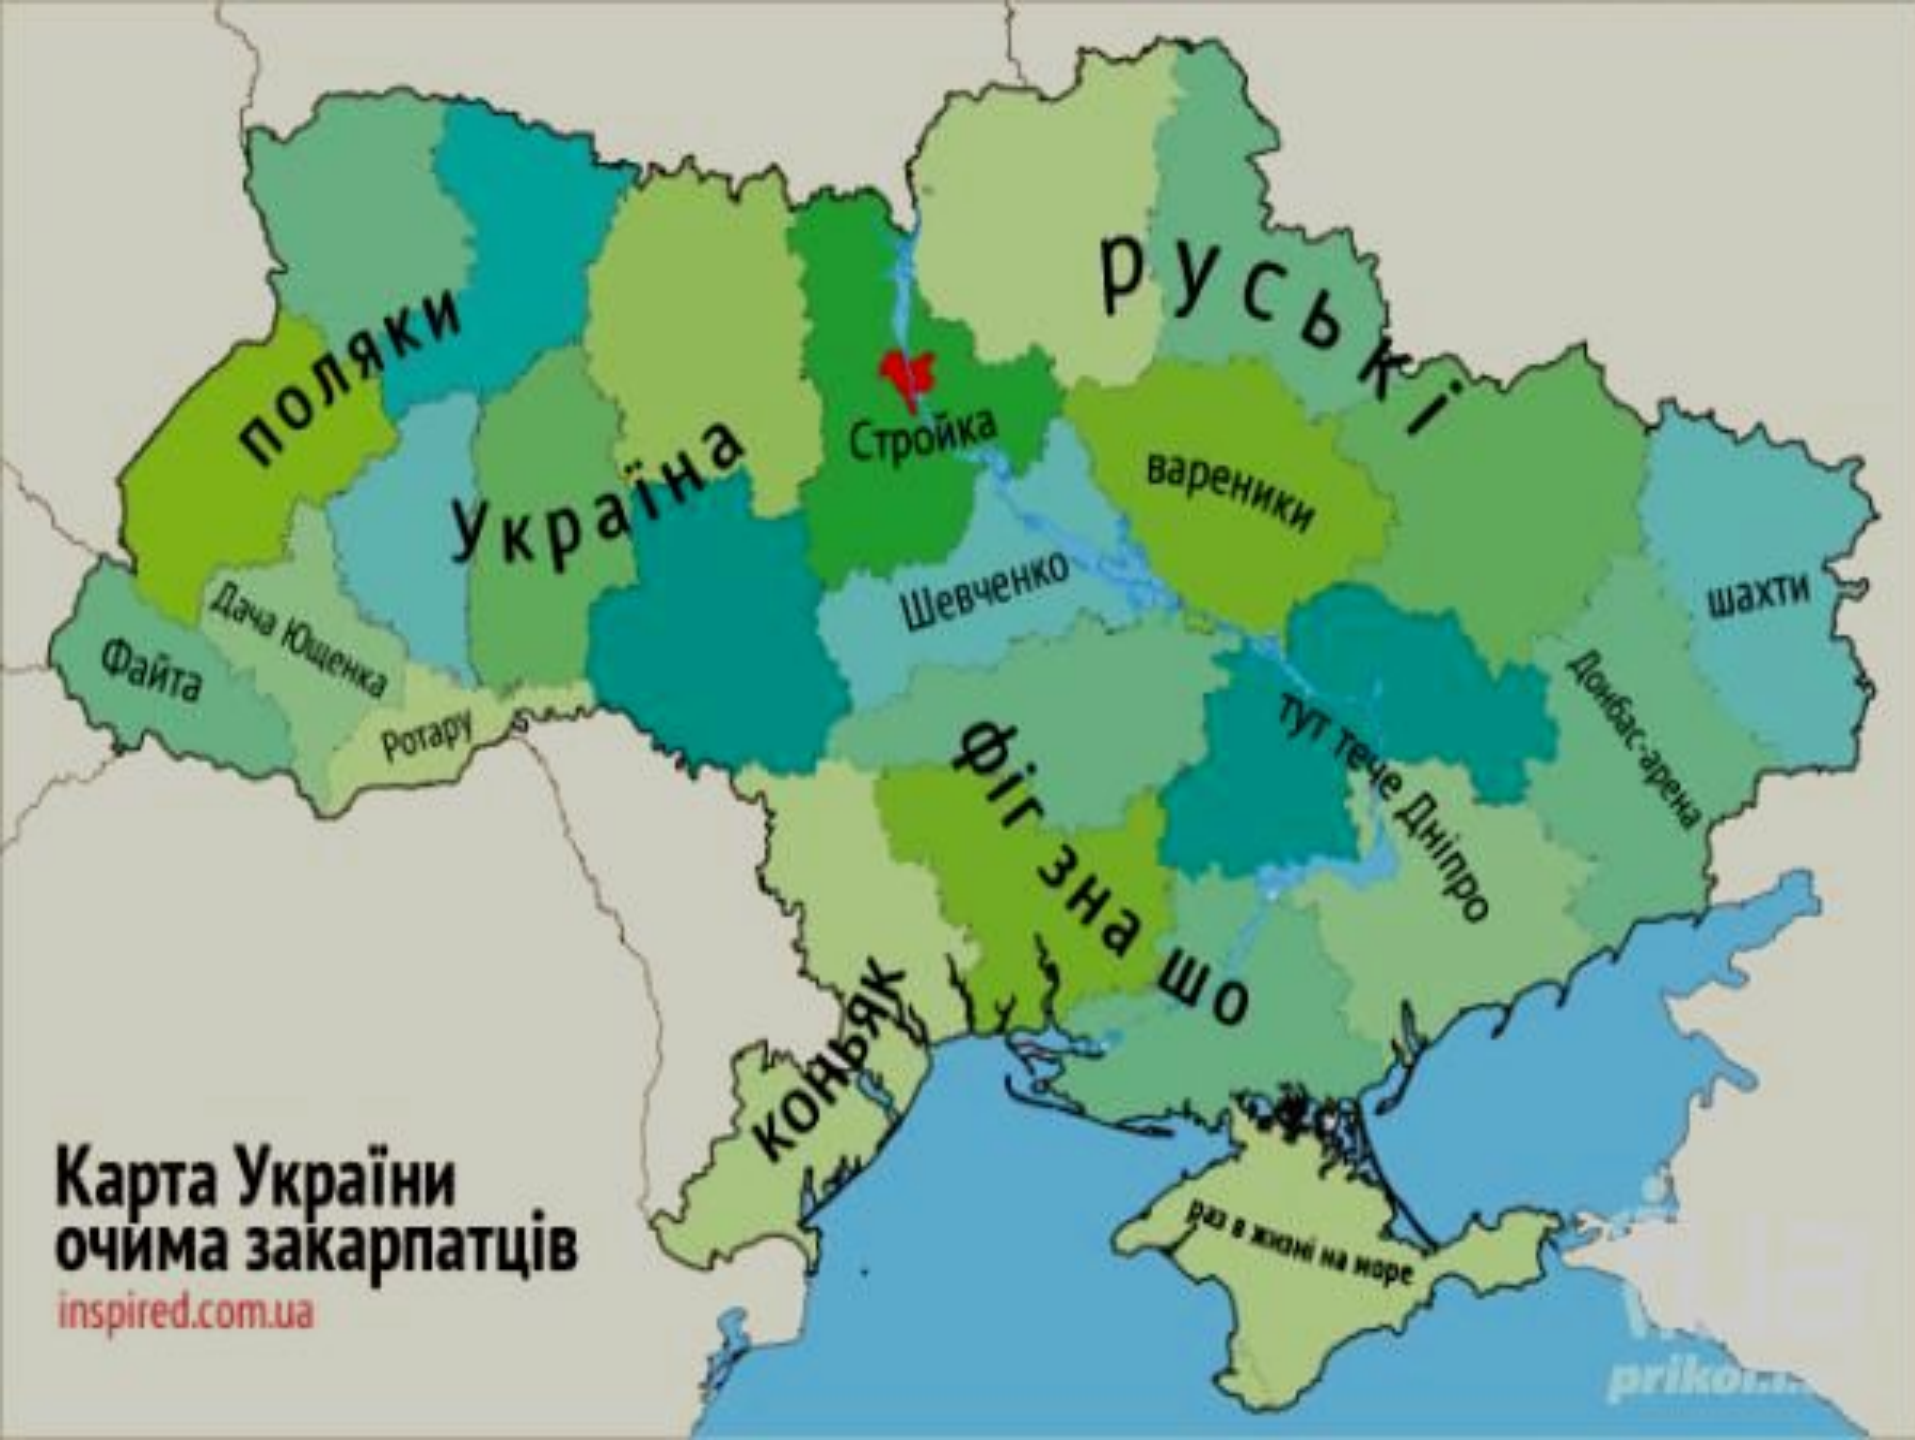 руські
поляки
Україна
Стройка
вареники
Шевченко
шахти
Дача Ющенка
Файта
Ротару
тут тече Дніпро
Донбас-арена
фіг зна шо
коньяк
раз в жизні на море
Карта України
очима закарпатців
inspired.com.ua